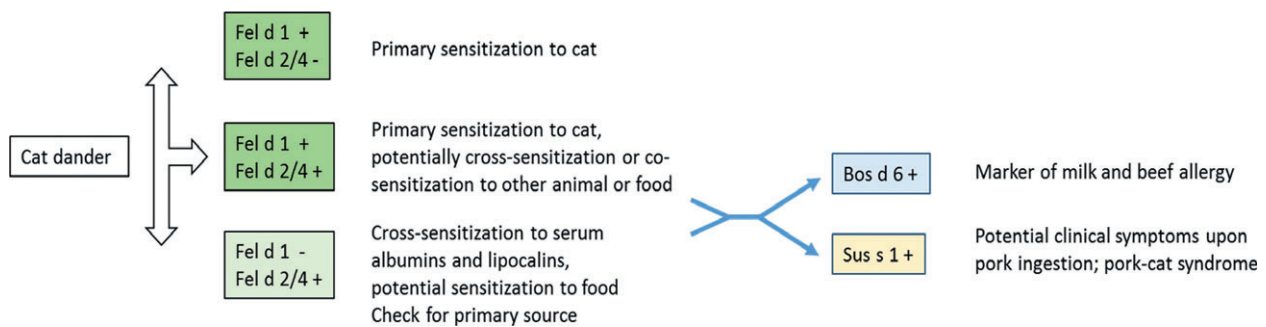 Fel d 1 +
Fel d 2/4 -
Primary sensitization to cat
Cat dander
Fel d 1 +
Fel d 2/4 +
Primary sensitization to cat,
potentially cross-sensitization or co-
sensitization to other animal or food
Fel d 1 -
Fel d 2/4 +
Cross-sensitization to serum
albumins and lipocalins,
potential sensitization to food
Check for primary source
Bos d 6 +
Marker of milk and beef allergy
Sus s 1 +
Potential clinical symptoms upon
pork ingestion; pork-cat syndrome